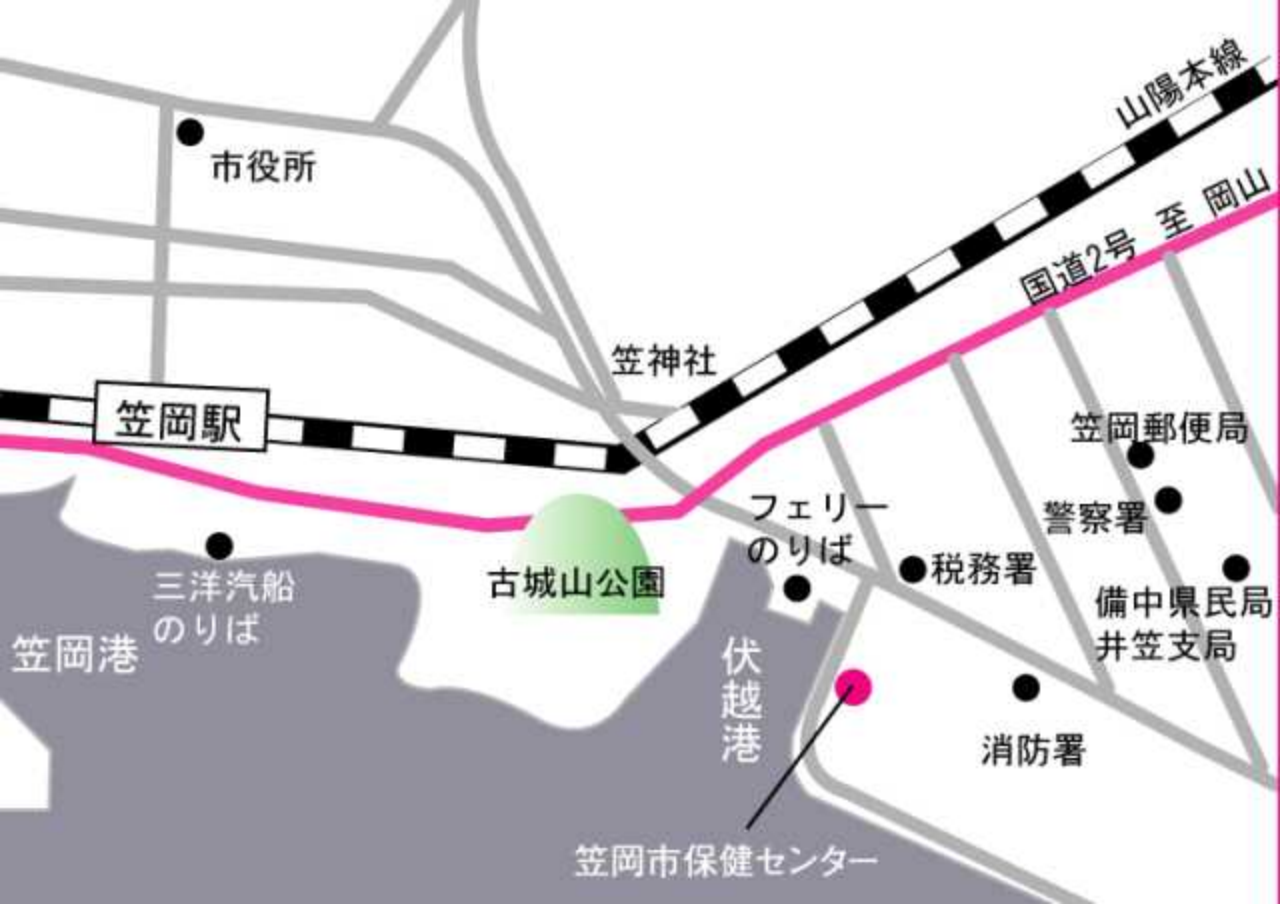 山陽本線
市役所
国道2号 至 岡山
笠神社
笠岡駅
笠岡郵便局
フェリー
のりば
警察署
税務署
三洋汽船
のりば
古城山公園
備中県民局
井笠支局
笠岡港
伏越港
消防署
笠岡市保健センター